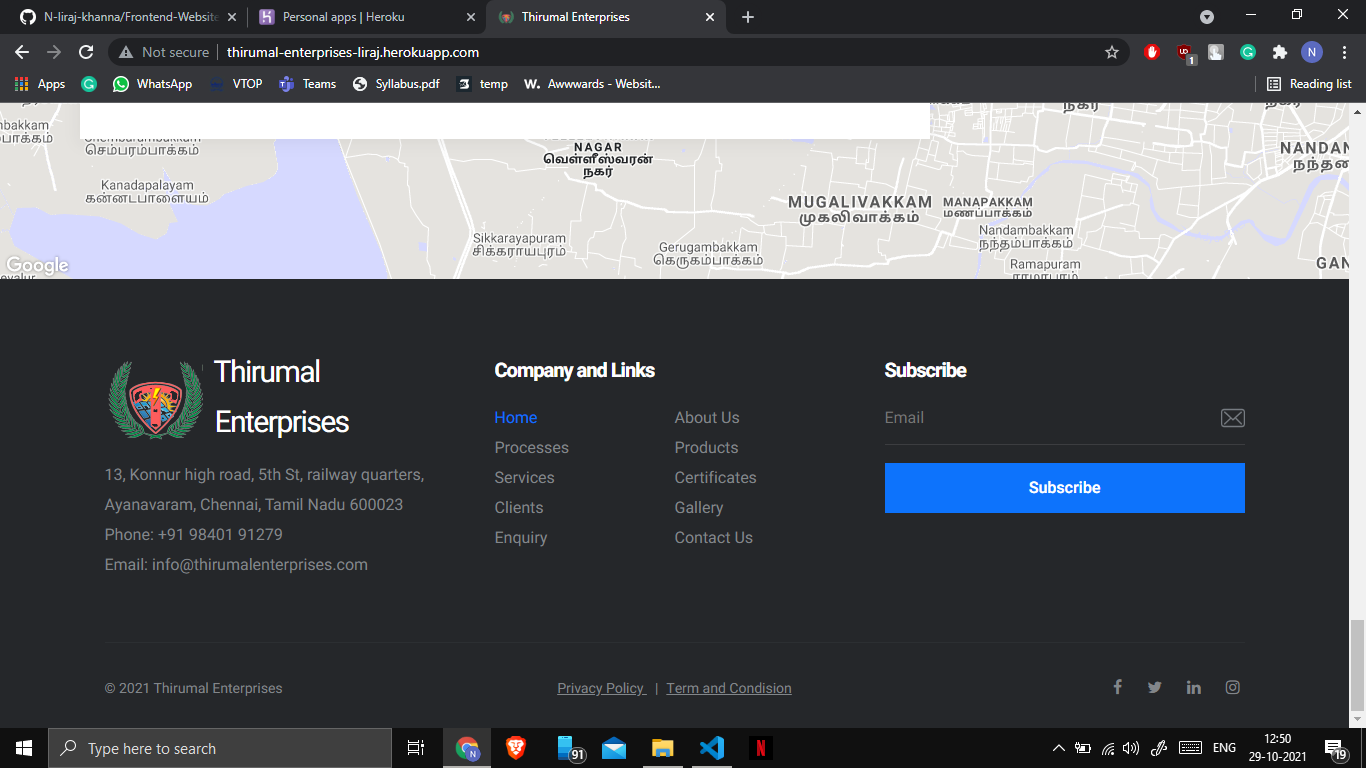 N-liraj-khanna/Frontend-Website
Personal apps | Heroku
Thirumal Enterprises
Not secure
thirumal-enterprises-liraj.herokuapp.com
UD
1
N
Apps
WhatsApp
VTOP
Teams
Syllabus.pdf
temp
W. Awwwards - Websit...
Reading list
செம்பரம்பாக்கம்
Kanadapalayam
கன்னடபாளையம்
NAGAR
வெள்ளீஸ்வரன்
நகர்
நகர்
MUGALIVAKKAM
முகலிவாக்கம்
MANAPAKKAM
மணப்பாக்கம்
Nandambakkam
நந்தம்பாக்கம்
Ramapuram
Sikkarayapuram
சிக்கராயபுரம்
Gerugambakkam
கெருகம்பாக்கம்
Google
Thirumal
Enterprises
13, Konnur high road, 5th St, railway quarters,
Ayanavaram, Chennai, Tamil Nadu 600023
Phone: +91 98401 91279
Email: info@thirumalenterprises.com
Company and Links
Home
About Us
Processes
Products
Services
Certificates
Clients
Gallery
Enquiry
Contact Us
Subscribe
Email
Subscribe
© 2021 Thirumal Enterprises
Privacy Policy | Term and Condision
Type here to search
N
91
N
ENG
12:50
29-10-2021
19